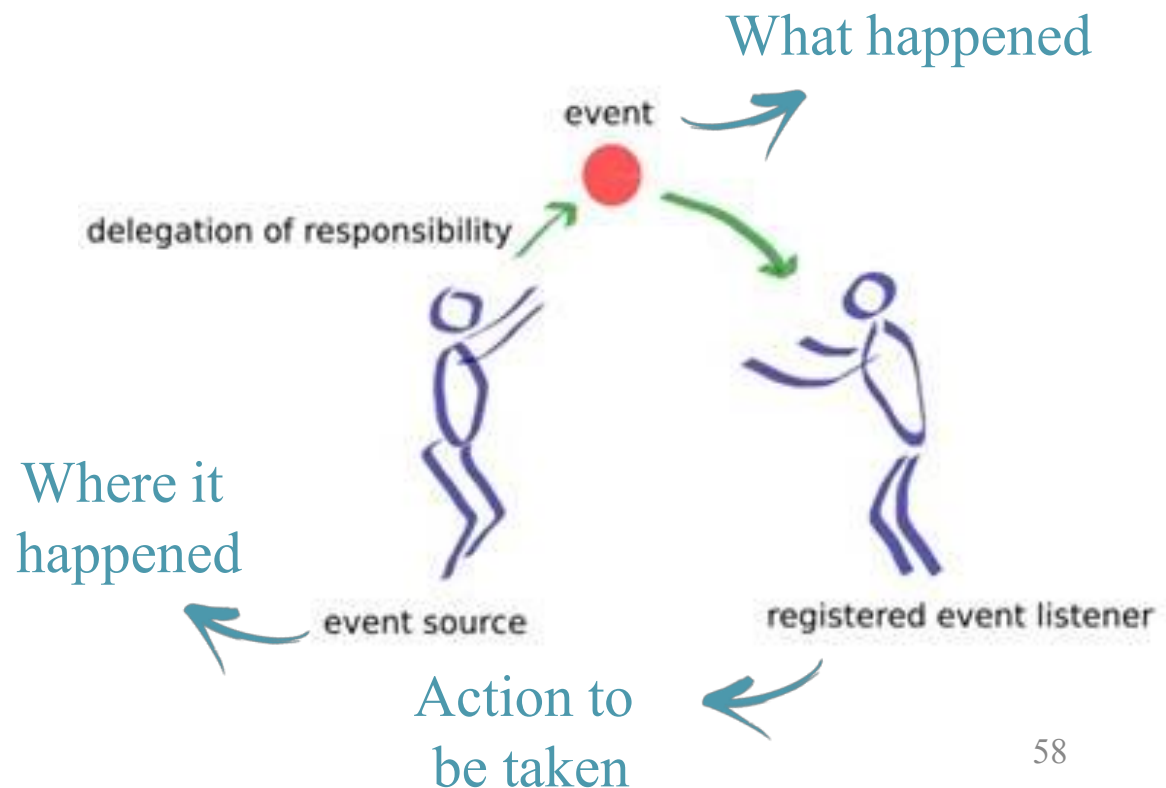 What happened
event
delegation of responsibility
Where it
happened
event source
registered event listener
Action to
be taken
58